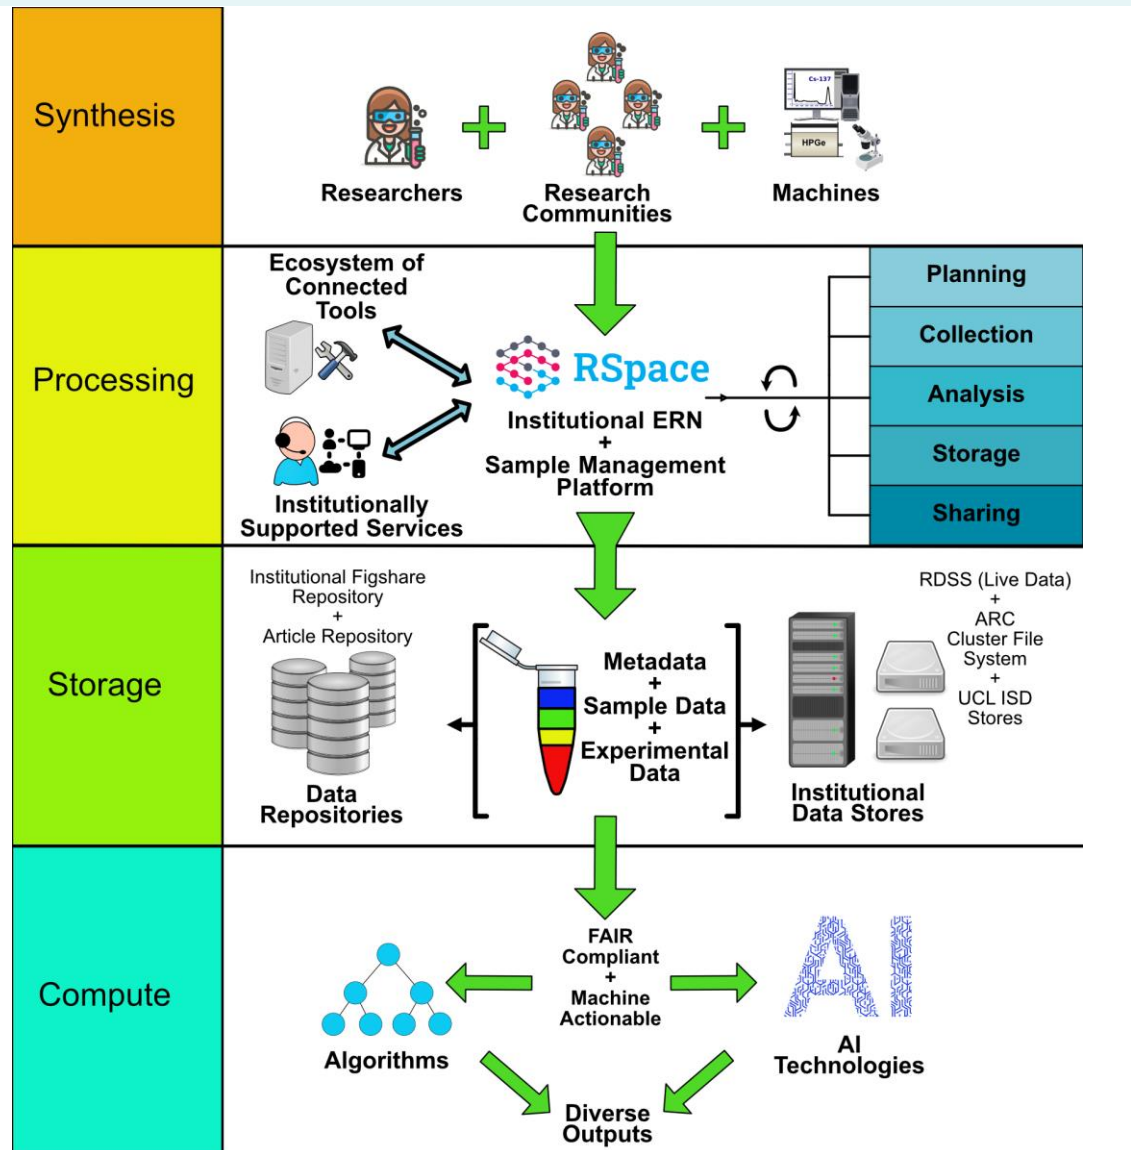 Synthesis
Researchers
Research
Communities
Machines
Cs-137
HPGe
Processing
Ecosystem of
Connected
Tools
Institutionally
Supported Services
RSpace
Institutional ERN
+
Sample Management
Platform
Planning
Collection
Analysis
Storage
Sharing
Storage
Institutional Figshare
Repository
+
Article Repository
Data
Repositories
Metadata
+
Sample Data
+
Experimental
Data
Institutional
Data Stores
RDSS (Live Data)
+
ARC
Cluster File
System
+
UCL ISD
Stores
Compute
FAIR
Compliant
+
Machine
Actionable
Algorithms
AI
AI
Technologies
Diverse
Outputs